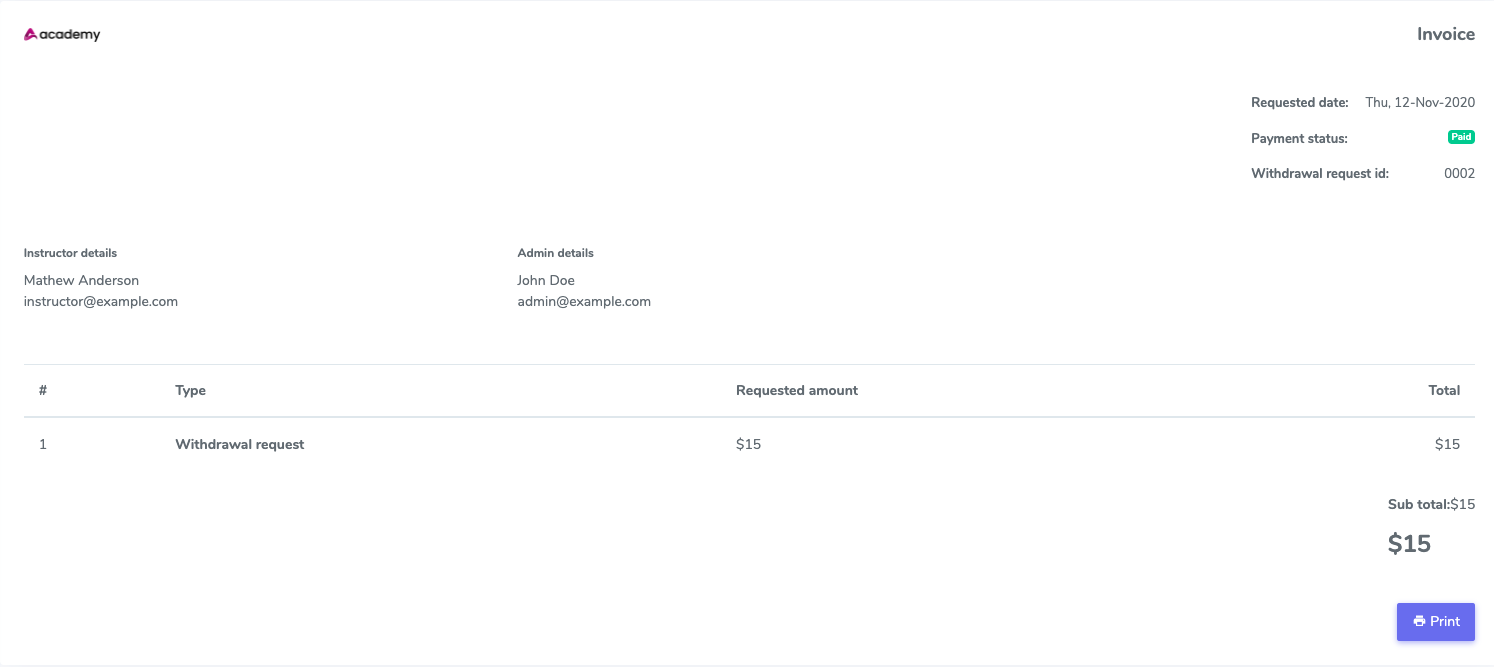 academy
Invoice
Requested date: Thu, 12-Nov-2020
Payment status: Paid
Withdrawal request id: 0002
Instructor details
Mathew Anderson
instructor@example.com
Admin details
John Doe
admin@example.com
# Type Requested amount Total
1 Withdrawal request $15 $15
Sub total:$15
$15
Print